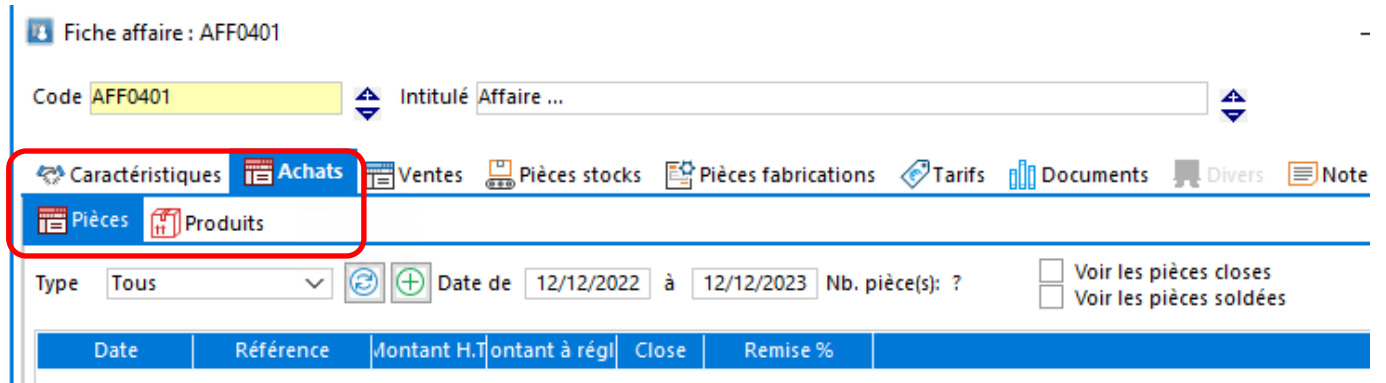 Fiche affaire : AFF0401
Code AFF0401 Intitulé Affaire ...
Caractéristiques Achats Ventes Pièces stocks Pièces fabrications Tarifs Documents Divers Note
Pièces Produits
Type Tous Date de 12/12/2022 à 12/12/2023 Nb. pièce(s): ? Voir les pièces closes
Voir les pièces soldées
Date Référence Montant H.T ontant à régl Close Remise %